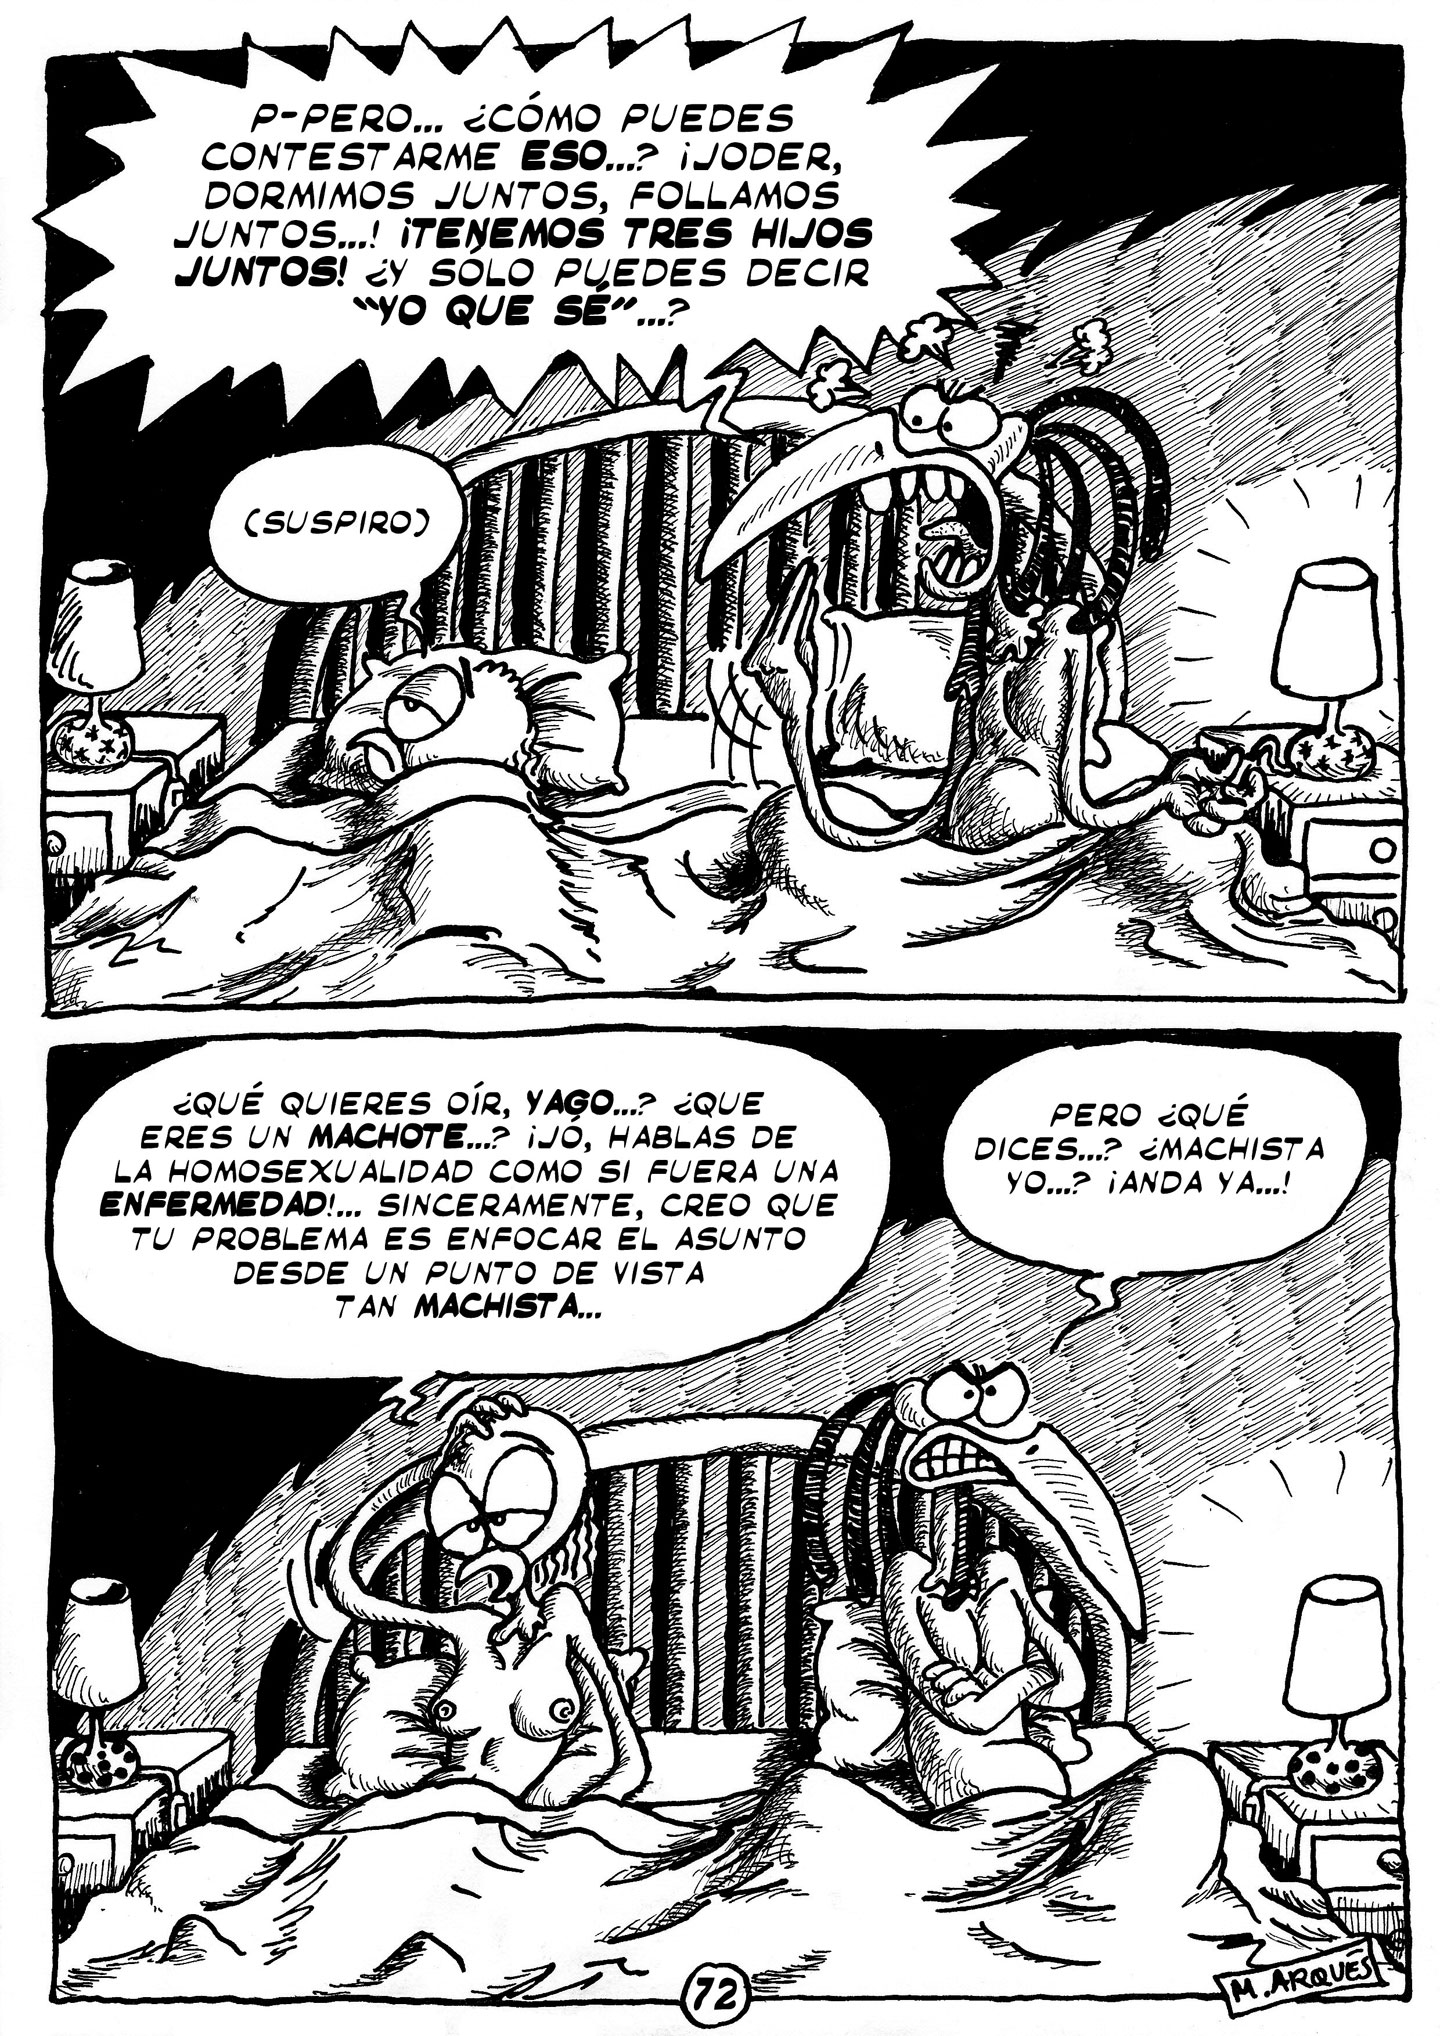 P-PERO... ¿CÓMO PUEDES
CONTESTARME ESO...? ¡JODER,
DORMIMOS JUNTOS, FOLLAMOS
JUNTOS...! ¡TENEMOS TRES HIJOS
JUNTOS! ¿Y SÓLO PUEDES DECIR
“YO QUE SÉ”...?
(SUSPIRO)
¿QUÉ QUIERES OÍR, YAGO...? ¿QUE
ERES UN MACHOTE...? ¡JÓ, HABLAS DE
LA HOMOSEXUALIDAD COMO SI FUERA UNA
ENFERMEDAD!... SINCERAMENTE, CREO QUE
TU PROBLEMA ES ENFOCAR EL ASUNTO
DESDE UN PUNTO DE VISTA
TAN MACHISTA...
PERO ¿QUÉ
DICES...? ¿MACHISTA
YO...? ¡ANDA YA...!
72
M. ARQUÉS